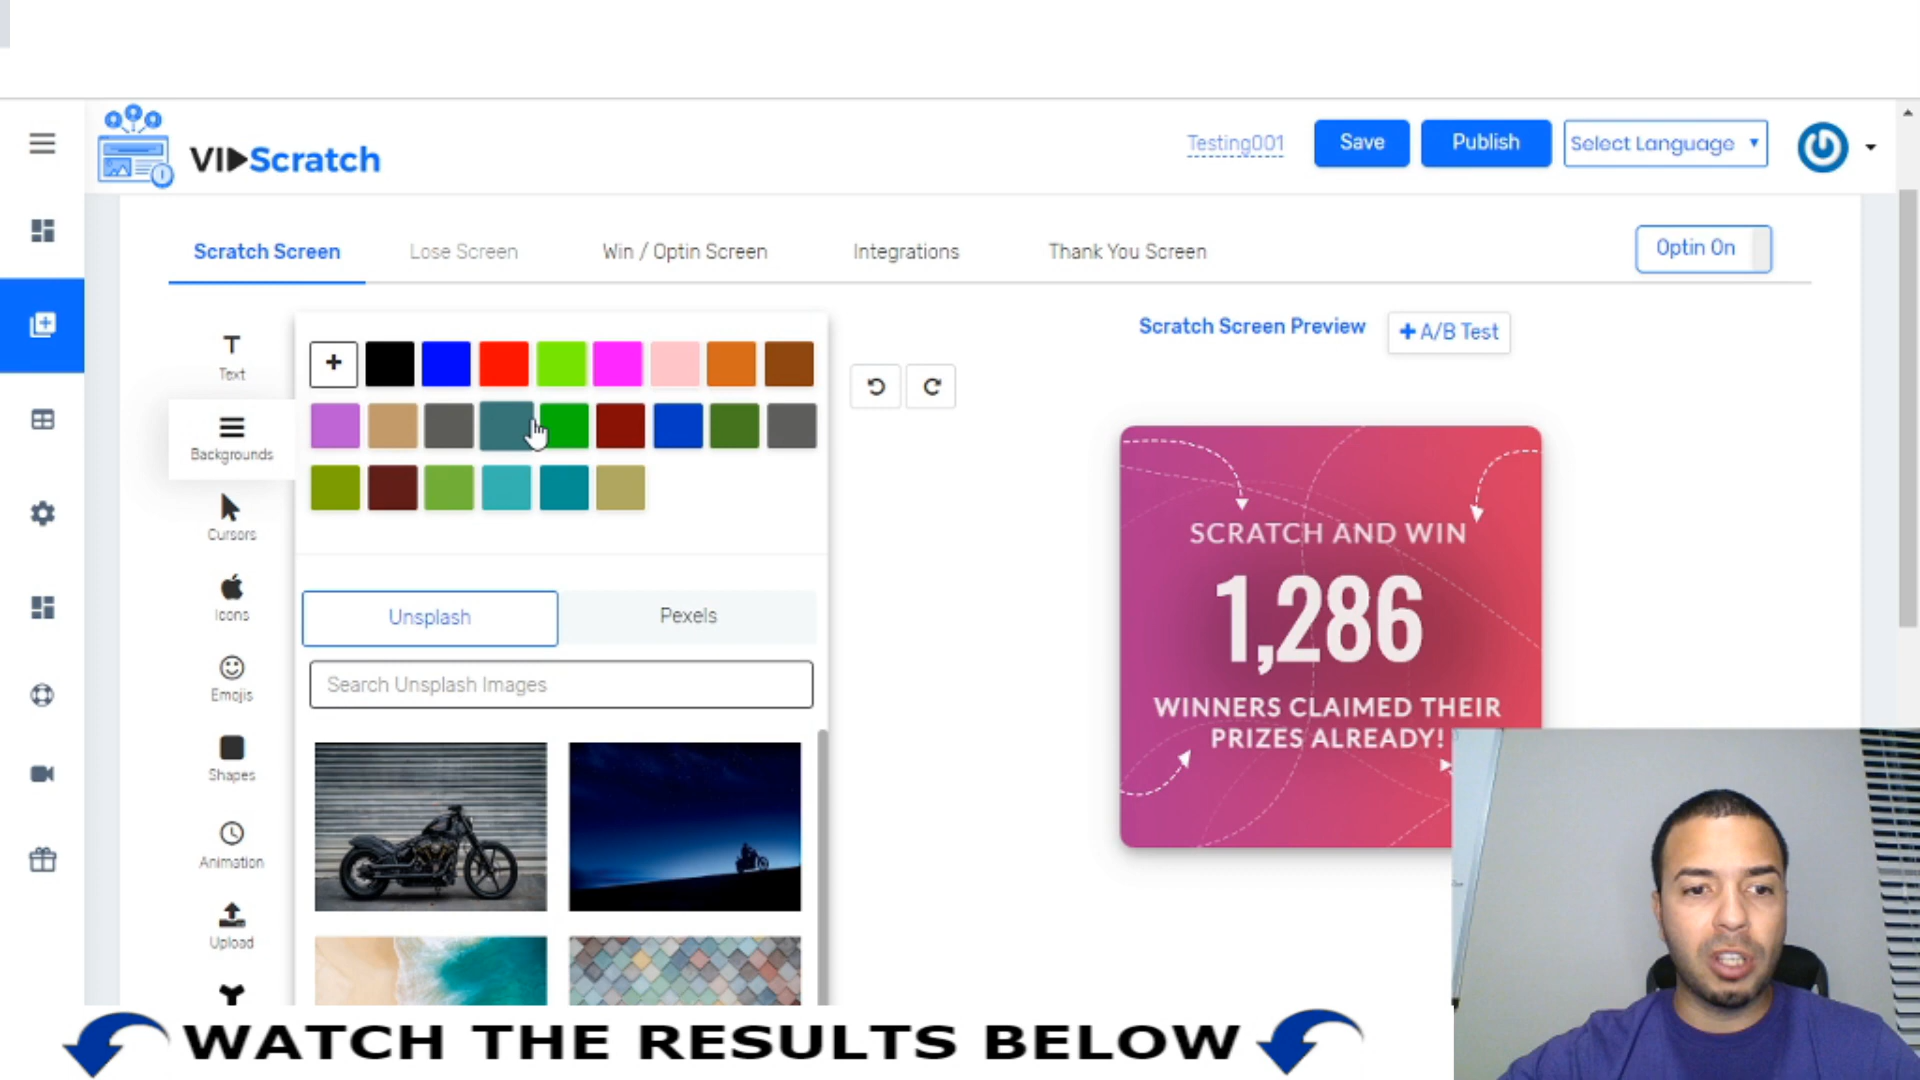 VID Scratch
Testing001
Save
Publish
Select Language
Scratch Screen
Lose Screen
Win / Optin Screen
Integrations
Thank You Screen
Optin On
Text
Backgrounds
Cursors
Icons
Emojis
Shapes
Animation
Upload
+
Unsplash
Pexels
Search Unsplash Images
Scratch Screen Preview
+ A/B Test
SCRATCH AND WIN
1,286
WINNERS CLAIMED THEIR
PRIZES ALREADY!
WATCH THE RESULTS BELOW